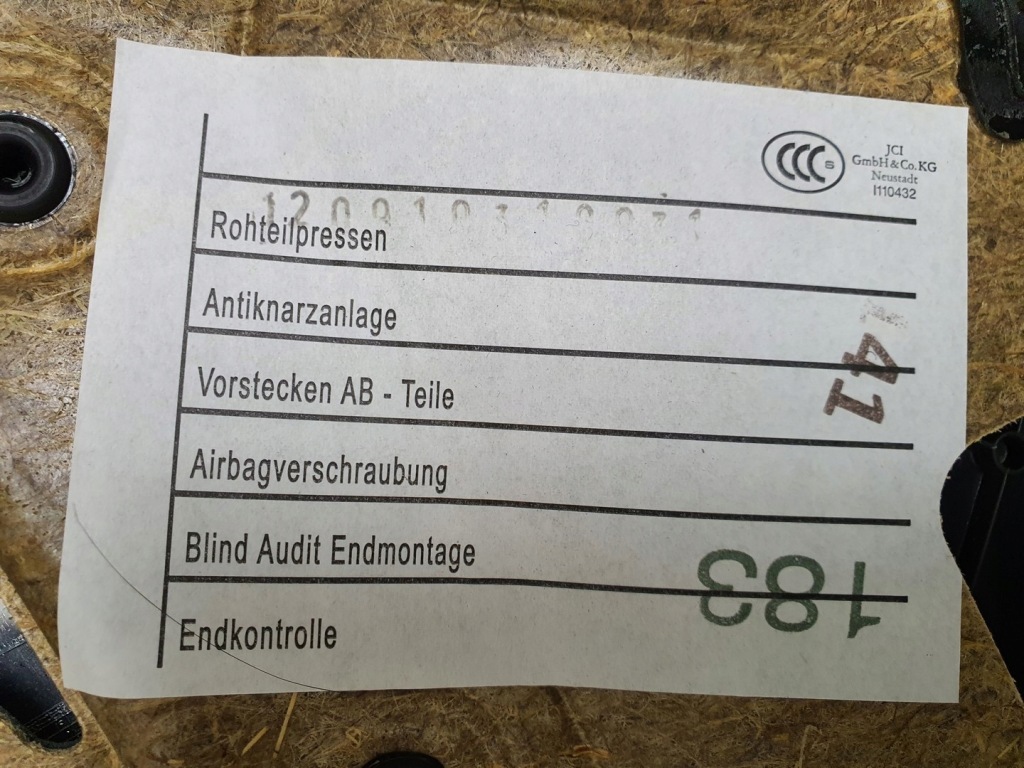 CCC S
JCI
GmbH & Co. KG
Neustadt
I110432
Rohteilpressen
Antiknarzanlage
41
Vorstecken AB - Teile
Airbagverschraubung
Blind Audit Endmontage
183
Endkontrolle